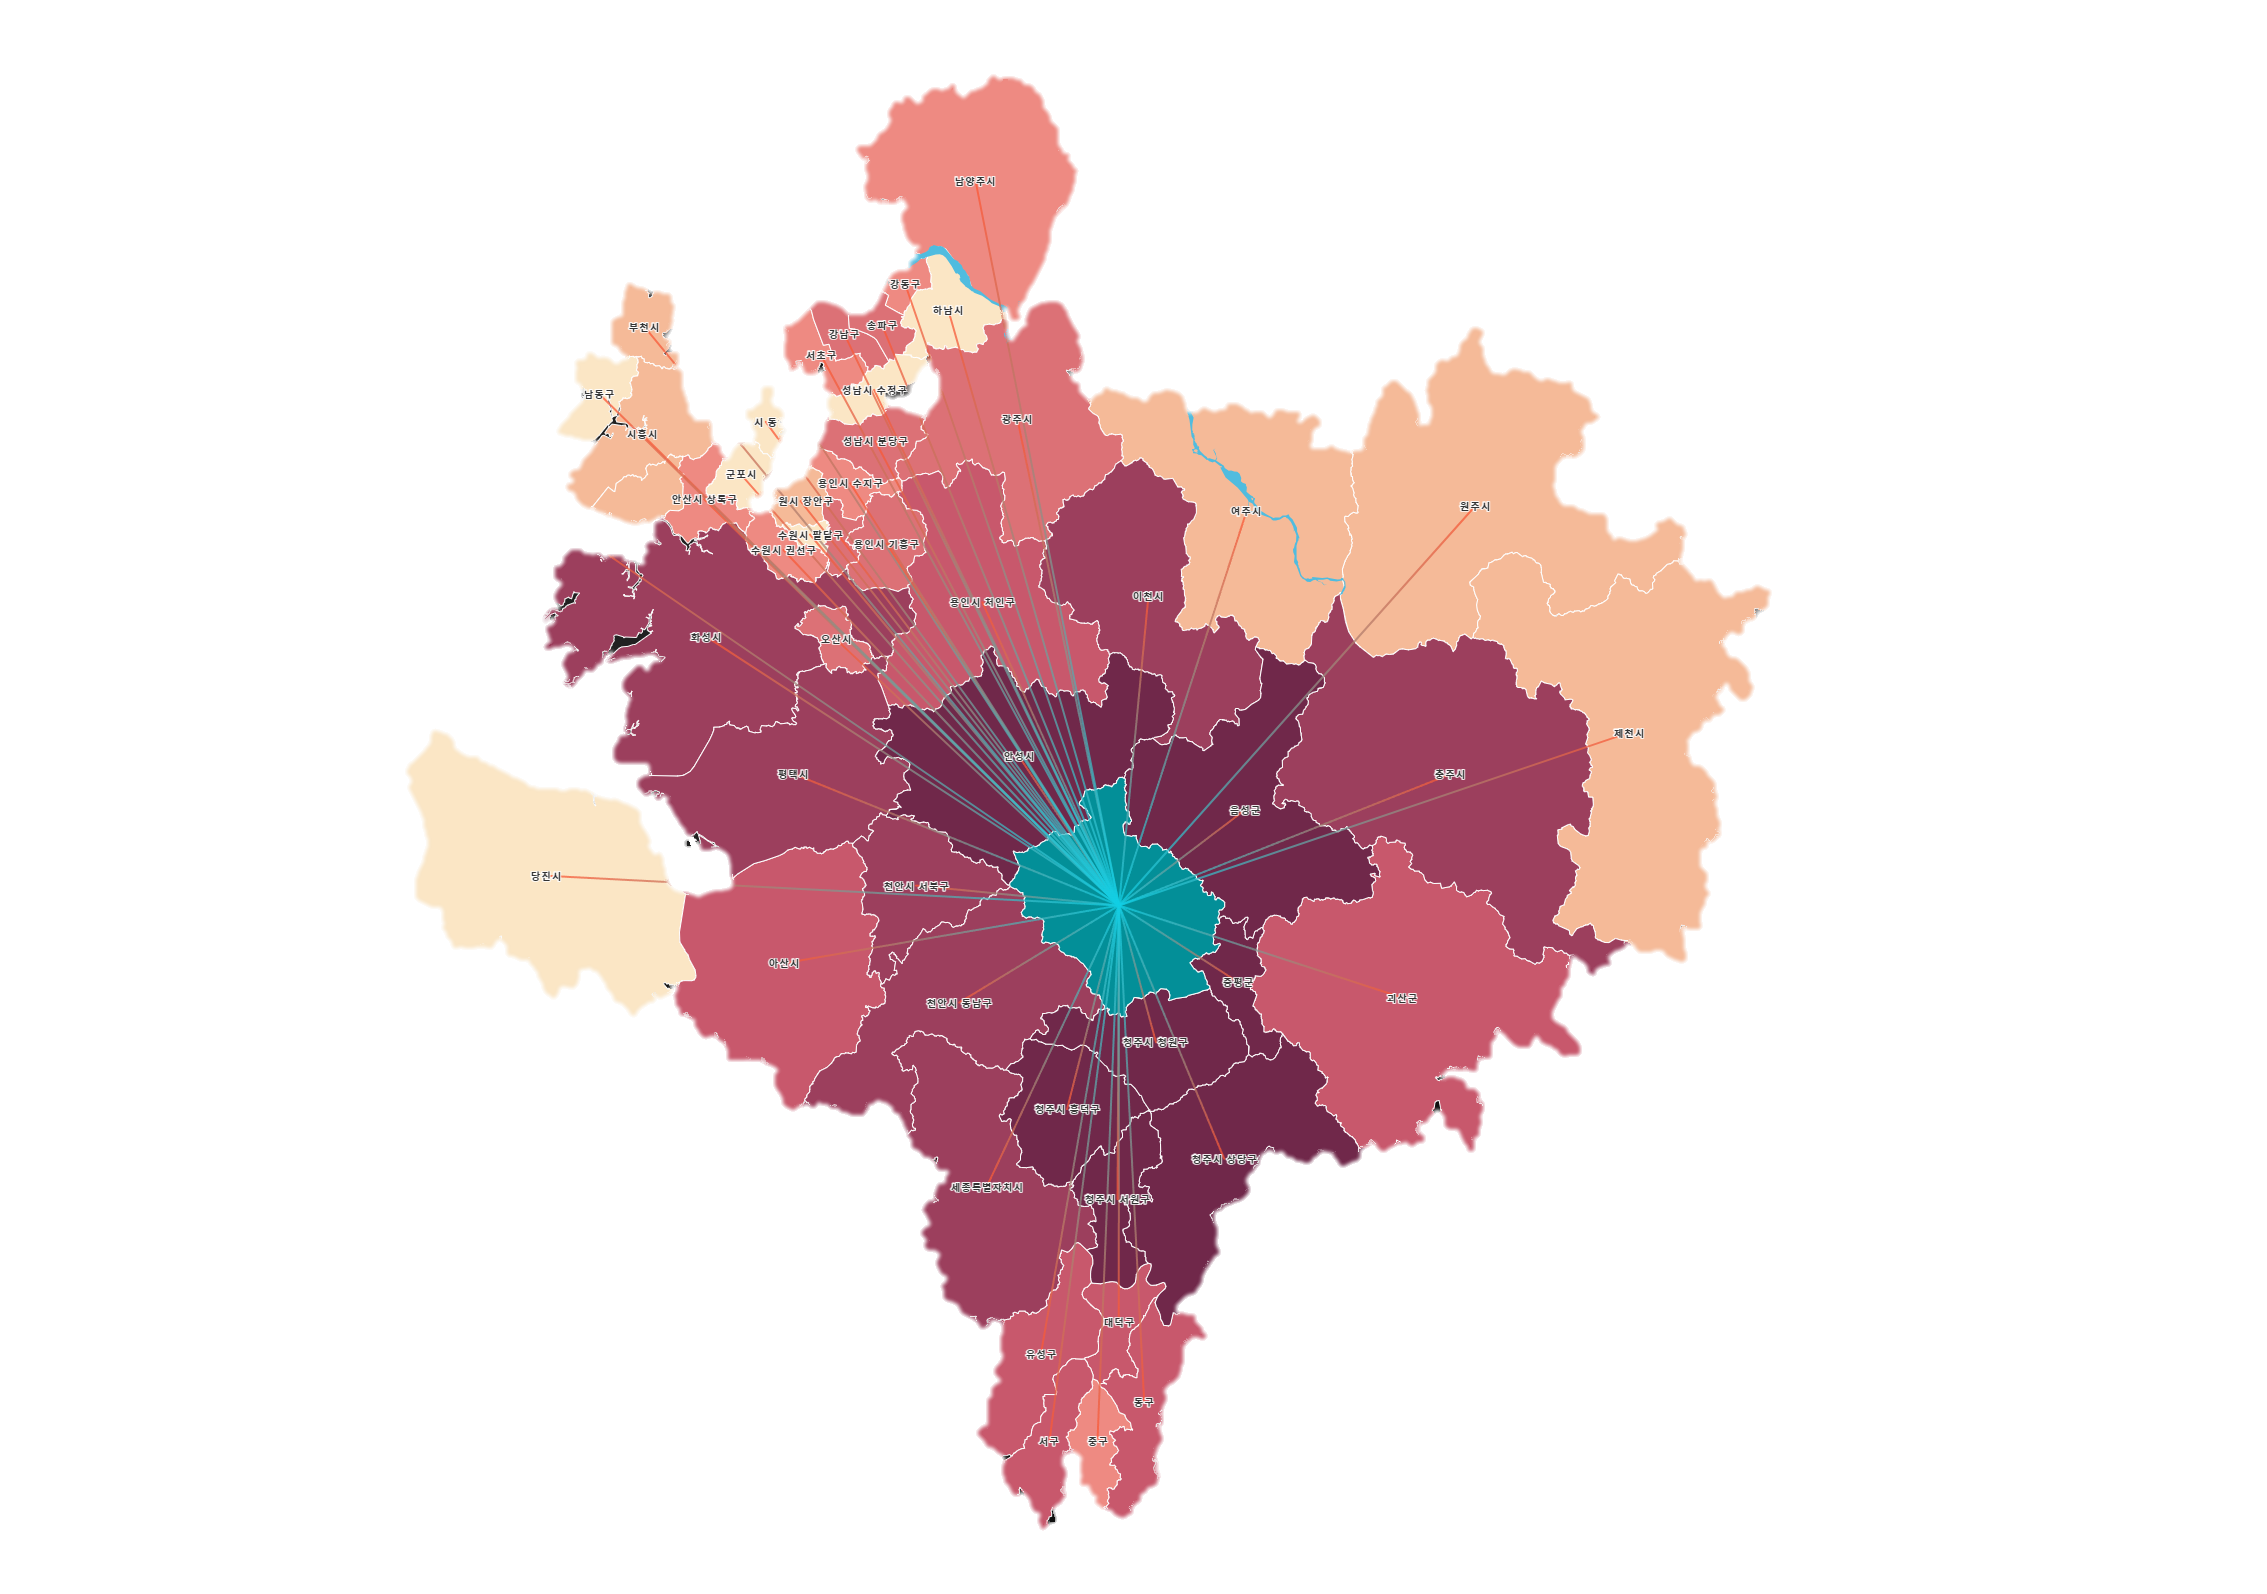 남양주시
강동구
하남시
송파구
부천시
강남구
서초구
성남시 수정구
남동구
광주시
시 동
시흥시
성남시 분당구
군포시
용인시 수지구
안산시 상록구
원시 장안구
원주시
여주시
수원시 팔달구
용인시 기흥구
수원시 권선구
이천시
용인시 처인구
화성시
오산시
제천시
안성시
평택시
충주시
음성군
당진시
천안시 서북구
아산시
증평군
괴산군
천안시 동남구
청주시 청원구
청주시 흥덕구
청주시 상당구
세종특별자치시
청주시 서원구
대덕구
유성구
동구
서구
중구